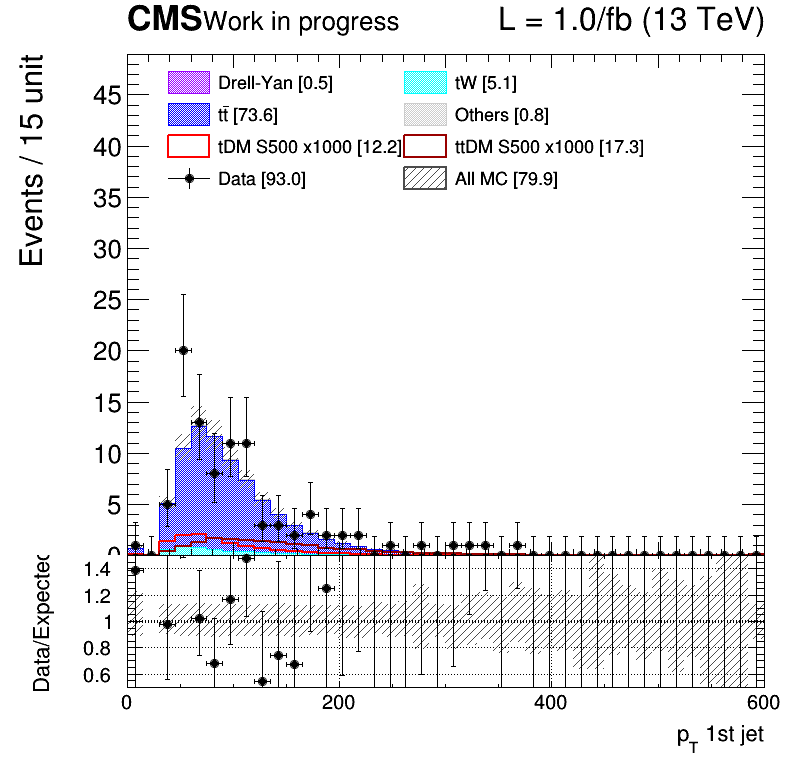 CMS Work in progress L = 1.0/fb (13 TeV)
Events / 15 unit
Drell-Yan [0.5] tW [5.1]
tt̄ [73.6] Others [0.8]
tDM S500 x1000 [12.2] ttDM S500 x1000 [17.3]
Data [93.0] All MC [79.9]
45
40
35
30
25
20
15
10
5
0
Data/Expected
1.4
1.2
1
0.8
0.6
0 200 400 600
p_T 1st jet